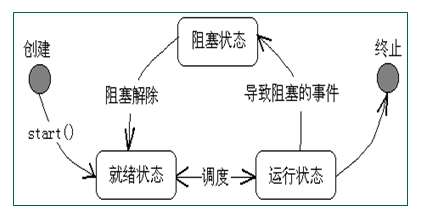 阻塞状态
创建
终止
阻塞解除
导致阻塞的事件
start()
就绪状态
调度
运行状态